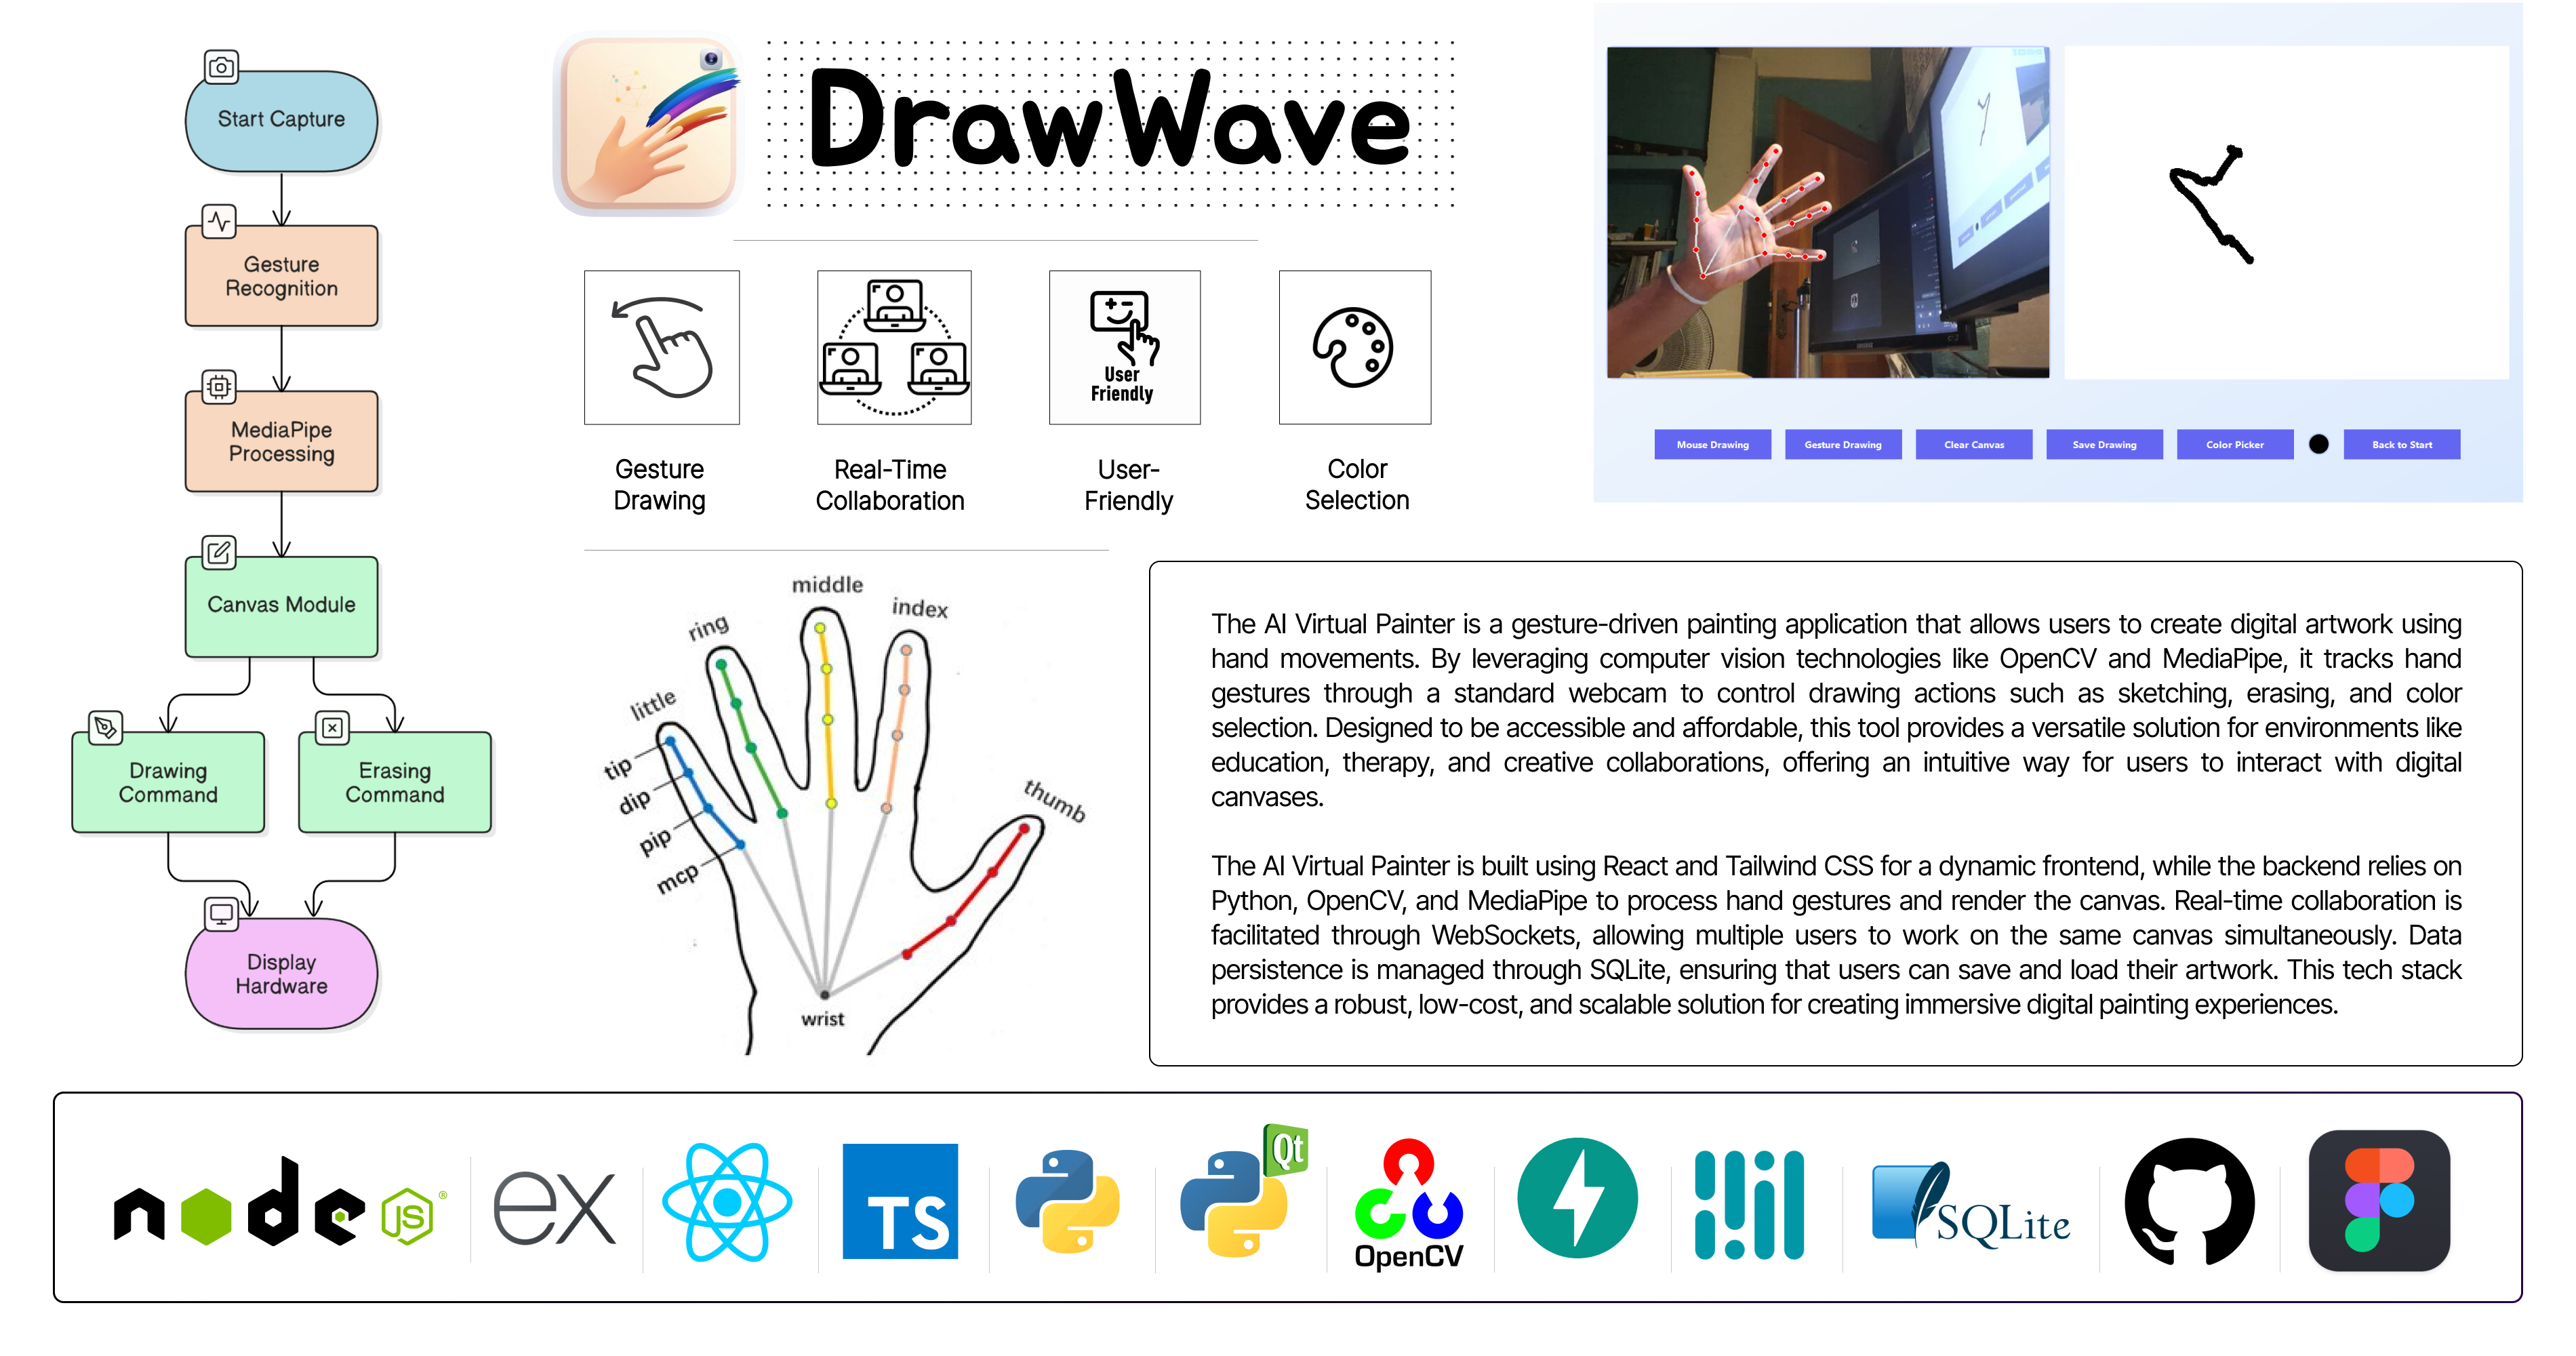 Start Capture
Gesture
Recognition
MediaPipe
Processing
Canvas Module
Drawing
Command
Erasing
Command
Display
Hardware
DrawWave
User
Friendly
Gesture
Drawing
Real-Time
Collaboration
User-
Friendly
Color
Selection
Mouse Drawing
Gesture Drawing
Clear Canvas
Save Drawing
Color Picker
Back to Start
middle
index
ring
little
thumb
tip
dip
pip
mcp
wrist
The AI Virtual Painter is a gesture-driven painting application that allows users to create digital artwork using
hand movements. By leveraging computer vision technologies like OpenCV and MediaPipe, it tracks hand
gestures through a standard webcam to control drawing actions such as sketching, erasing, and color
selection. Designed to be accessible and affordable, this tool provides a versatile solution for environments like
education, therapy, and creative collaborations, offering an intuitive way for users to interact with digital
canvases.
The AI Virtual Painter is built using React and Tailwind CSS for a dynamic frontend, while the backend relies on
Python, OpenCV, and MediaPipe to process hand gestures and render the canvas. Real-time collaboration is
facilitated through WebSockets, allowing multiple users to work on the same canvas simultaneously. Data
persistence is managed through SQLite, ensuring that users can save and load their artwork. This tech stack
provides a robust, low-cost, and scalable solution for creating immersive digital painting experiences.
node JS®
ex
TS
Qt
OpenCV
SQLite